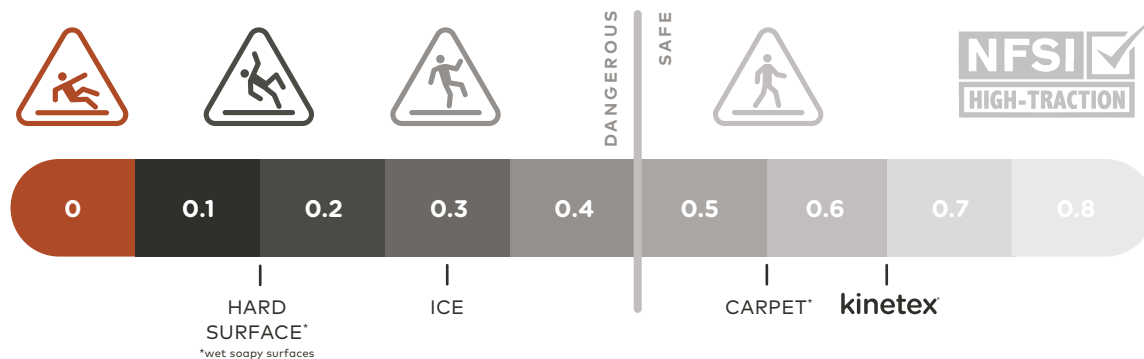 DANGEROUS
SAFE
NFSI
HIGH-TRACTION
0 0.1 0.2 0.3 0.4 0.5 0.6 0.7 0.8
HARD
SURFACE*
*wet soapy surfaces
ICE
CARPET*
kinetex®